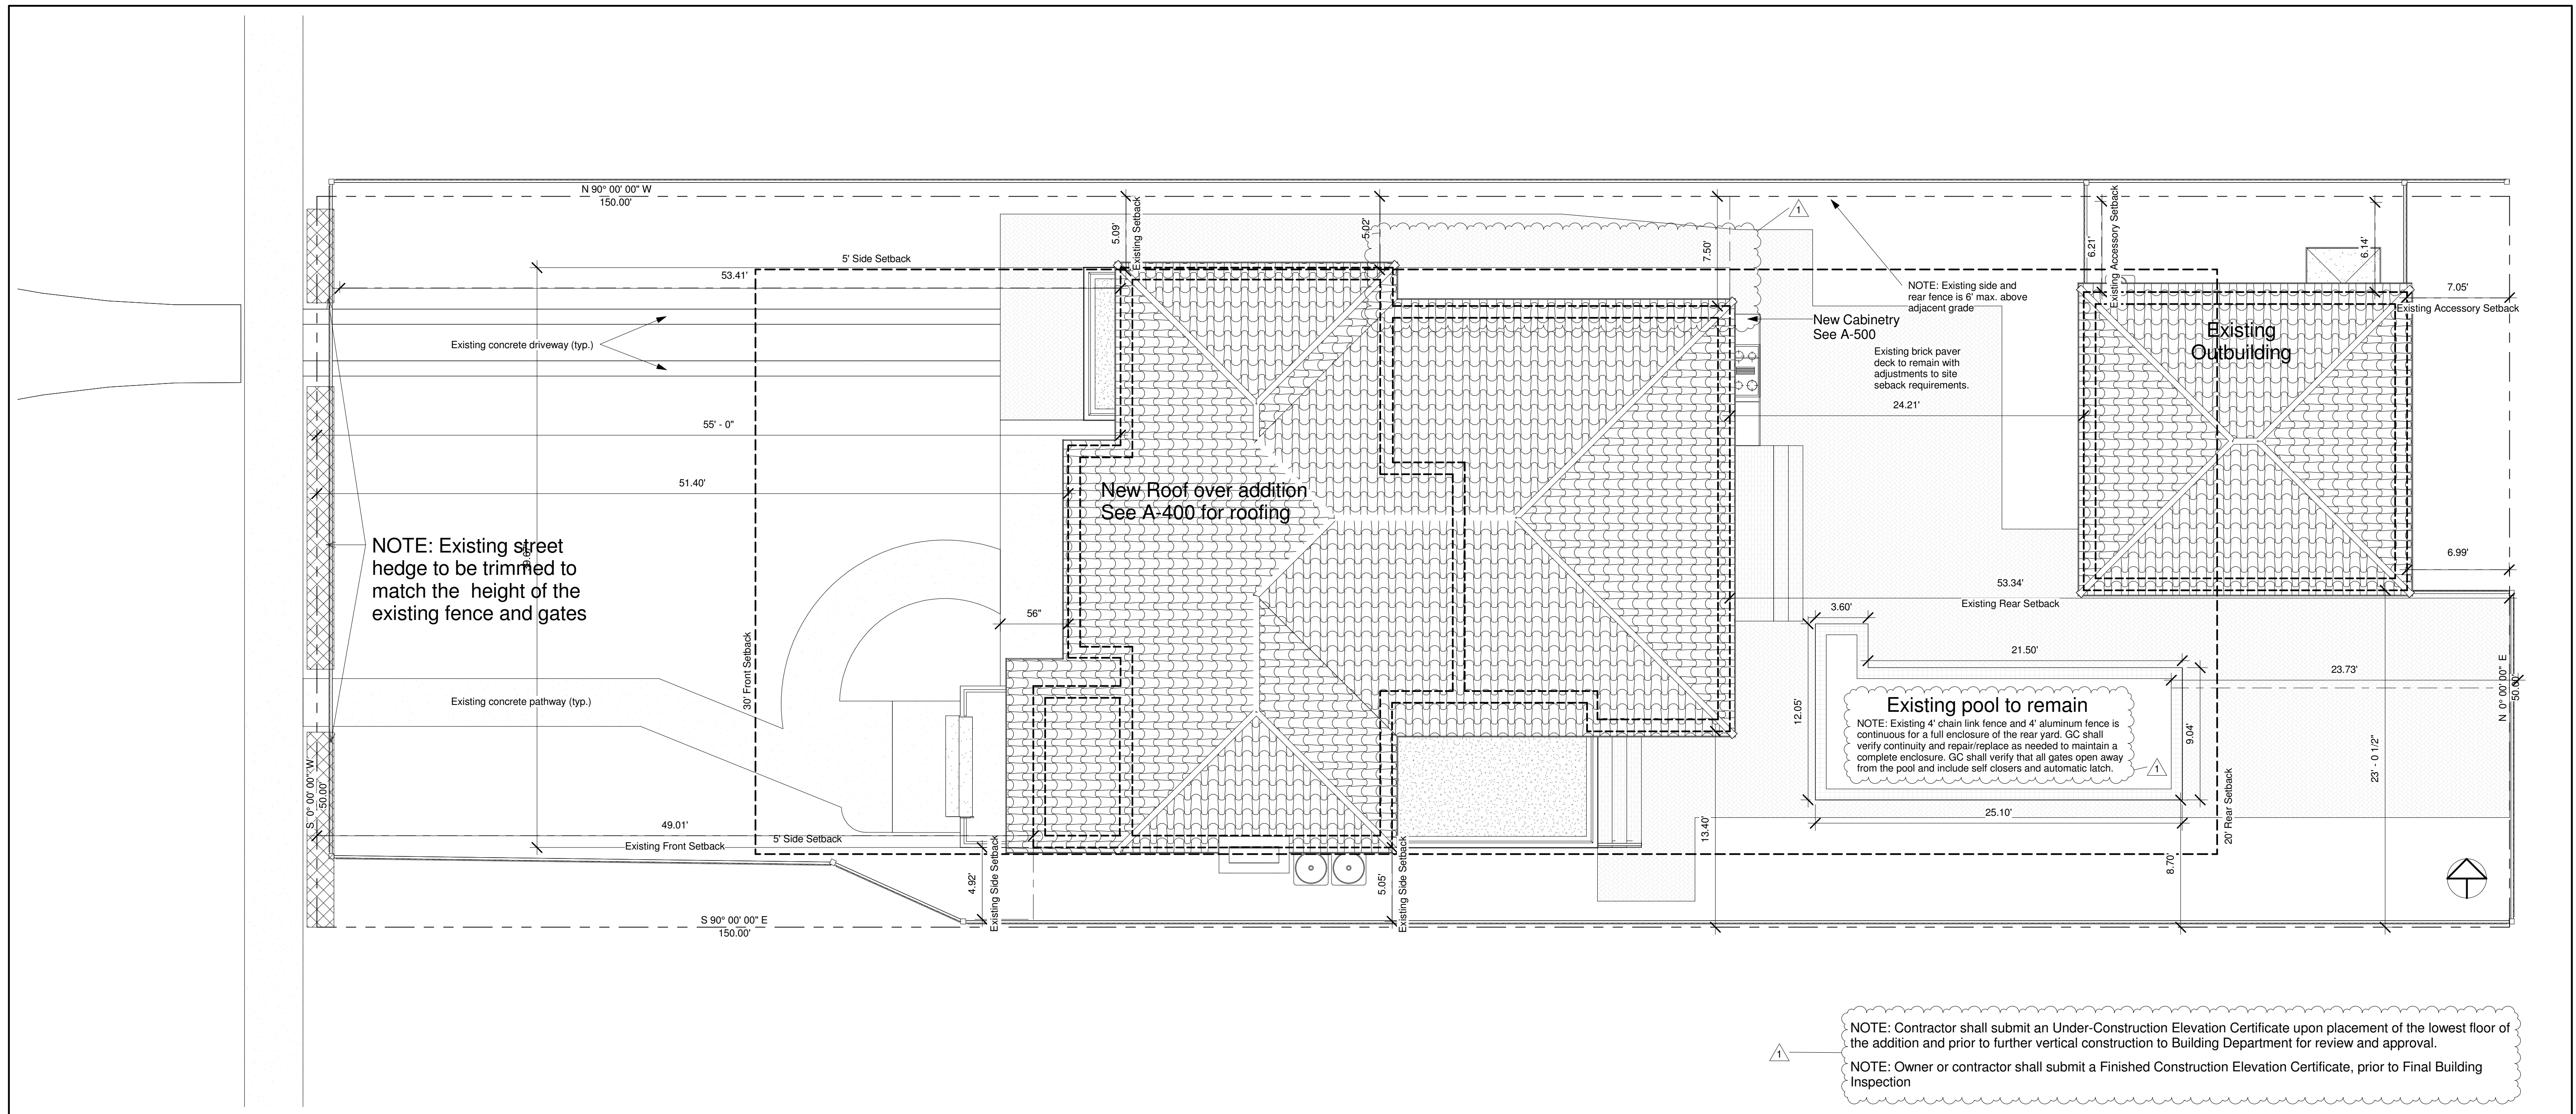 N 90° 00' 00" W
150.00'
5.09'
Existing Setback
5.02'
7.50'
1
6.21'
Existing Accessory Setback
6.14'
5' Side Setback
53.41'
NOTE: Existing side and
rear fence is 6' max. above
adjacent grade
7.05'
Existing Accessory Setback
New Cabinetry
See A-500
Existing
Outbuilding
Existing concrete driveway (typ.)
Existing brick paver
deck to remain with
adjustments to site
seback requirements.
24.21'
55' - 0"
51.40'
New Roof over addition
See A-400 for roofing
NOTE: Existing street
hedge to be trimmed to
match the height of the
existing fence and gates
6.99'
53.34'
Existing Rear Setback
56"
3.60'
21.50'
23.73'
30' Front Setback
Existing concrete pathway (typ.)
N 0° 00' 00" E
50.00'
Existing pool to remain
NOTE: Existing 4' chain link fence and 4' aluminum fence is
continuous for a full enclosure of the rear yard. GC shall
verify continuity and repair/replace as needed to maintain a
complete enclosure. GC shall verify that all gates open away
from the pool and include self closers and automatic latch.
1
12.05'
9.04'
23' - 0 1/2"
S 0° 00' 00" W
50.00'
20' Rear Setback
25.10'
49.01'
5' Side Setback
Existing Front Setback
13.40'
8.70'
4.92'
Existing Side Setback
5.05'
Existing Side Setback
S 90° 00' 00" E
150.00'
1
NOTE: Contractor shall submit an Under-Construction Elevation Certificate upon placement of the lowest floor of
the addition and prior to further vertical construction to Building Department for review and approval.
NOTE: Owner or contractor shall submit a Finished Construction Elevation Certificate, prior to Final Building
Inspection